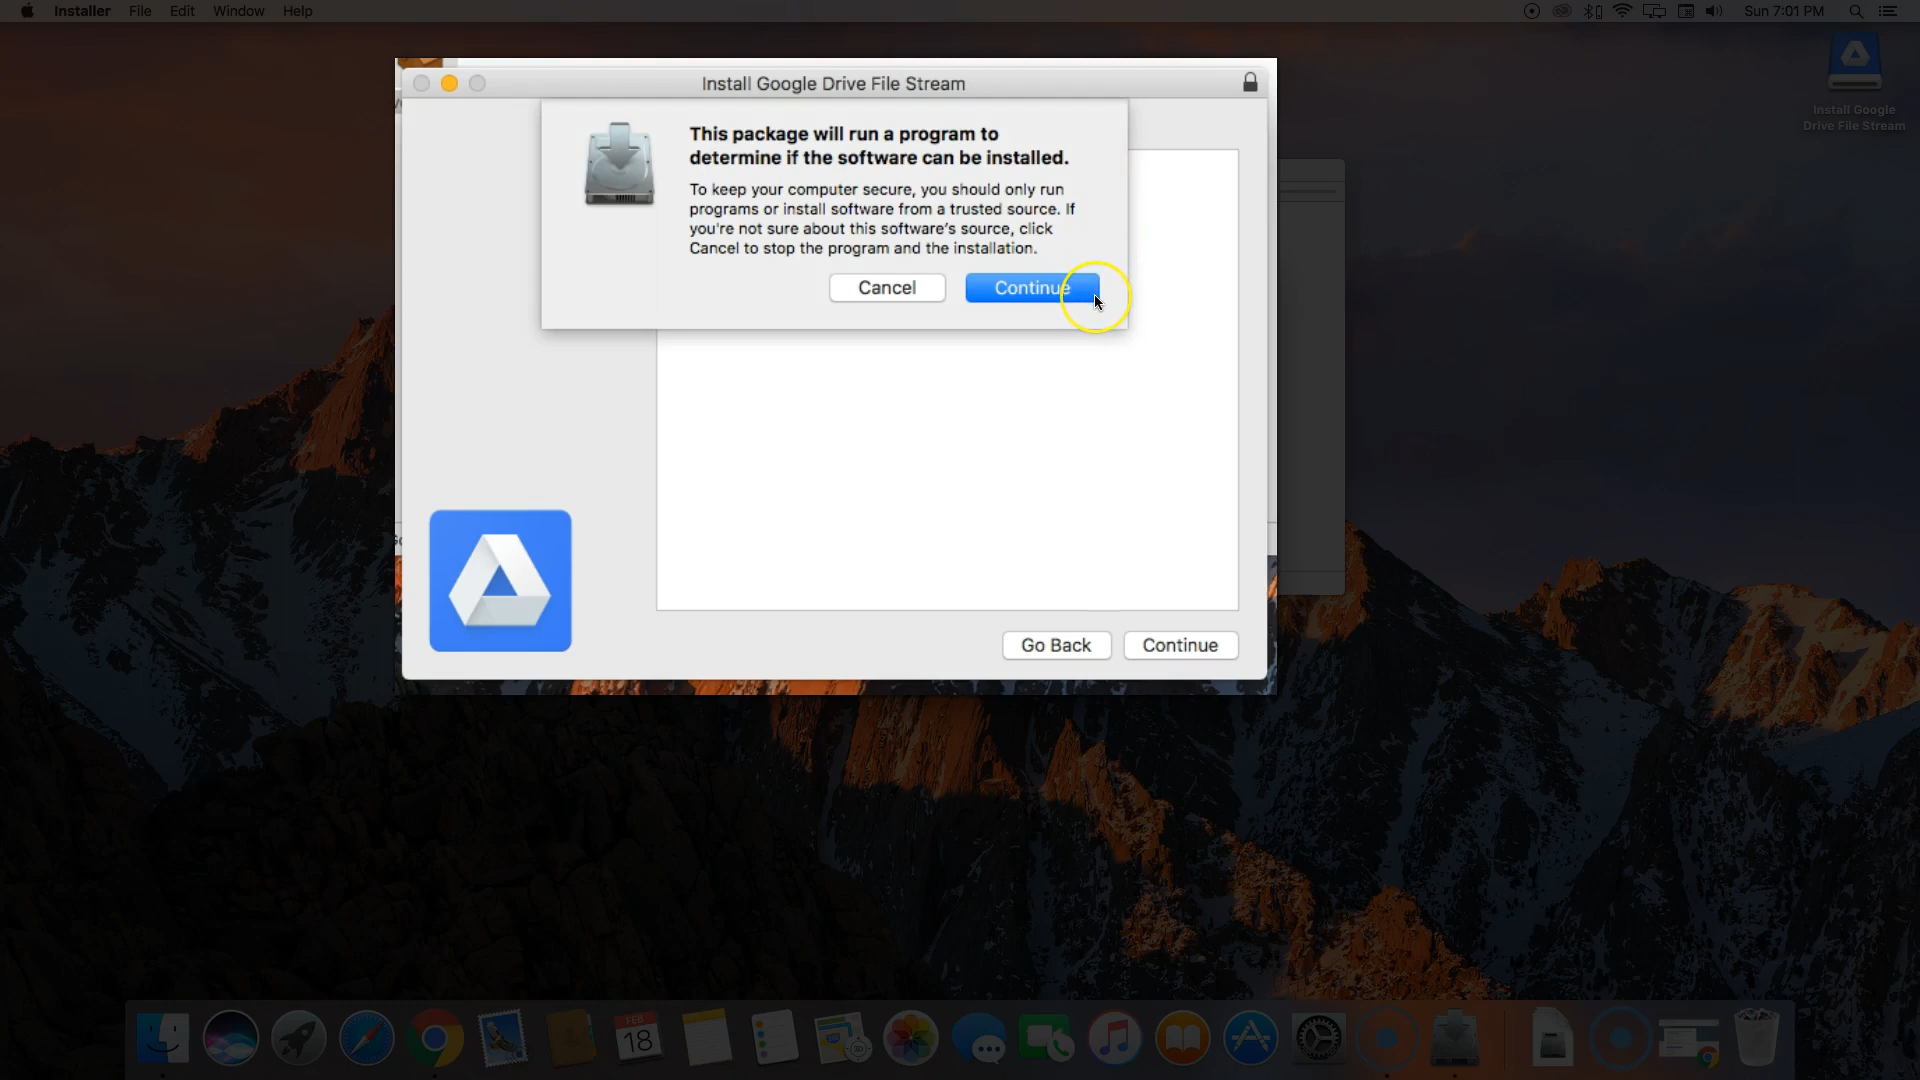 Installer File Edit Window Help
Sun 7:01 PM
Install Google
Drive File Stream
Install Google Drive File Stream
This package will run a program to
determine if the software can be installed.
To keep your computer secure, you should only run
programs or install software from a trusted source. If
you're not sure about this software's source, click
Cancel to stop the program and the installation.
Cancel Continue
Go Back Continue
FEB
18